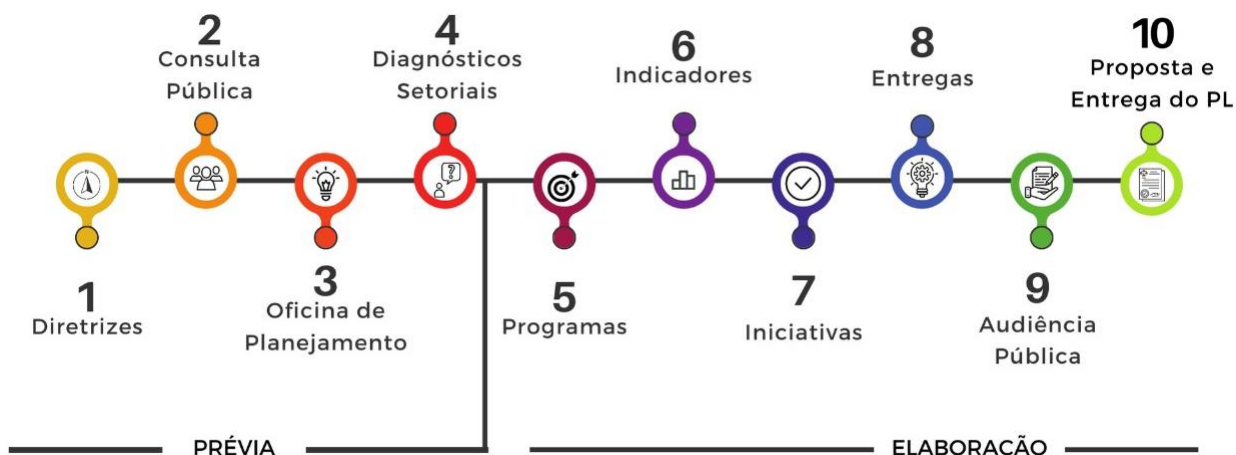 1
Diretrizes
2
Consulta
Pública
3
Oficina de
Planejamento
4
Diagnósticos
Setoriais
5
Programas
6
Indicadores
7
Iniciativas
8
Entregas
9
Audiência
Pública
10
Proposta e
Entrega do PL
PRÉVIA
ELABORAÇÃO